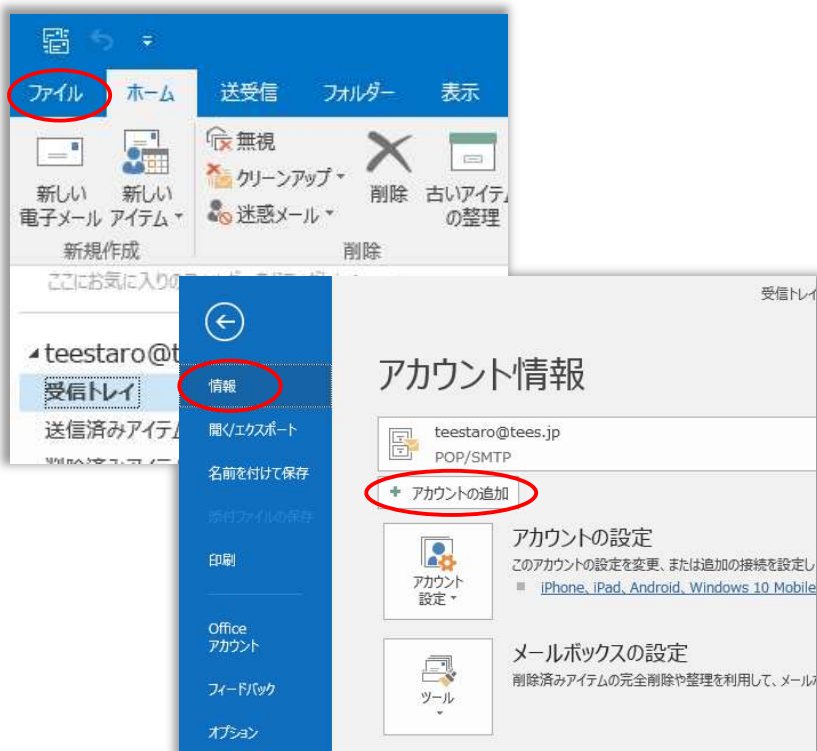 ファイル ホーム 送受信 フォルダー 表示
新しい
電子メール
新しい
アイテム
無視
クリーンアップ
迷惑メール
削除
古いアイテム
の整理
新規作成
削除
ここにお気に入りの
teestaro@t
受信トレイ
送信済みアイテム
受信トレイ
情報
開く/エクスポート
名前を付けて保存
添付ファイルの保存
印刷
Office
アカウント
フィードバック
オプション
アカウント情報
teestaro@tees.jp
POP/SMTP
アカウントの追加
アカウント
設定
アカウントの設定
このアカウントの設定を変更、または追加の接続を設定し
iPhone、iPad、Android、Windows 10 Mobile
ツール
メールボックスの設定
削除済みアイテムの完全削除や整理を利用して、メール